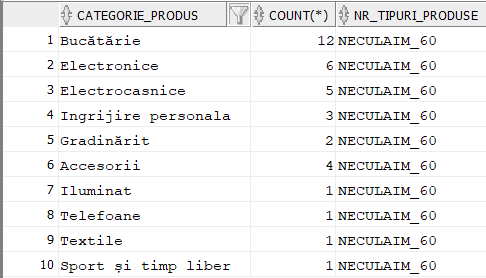 CATEGORIE_PRODUS COUNT(*) NR_TIPURI_PRODUSE
1 Bucătărie 12 NECULAIM_60
2 Electronice 6 NECULAIM_60
3 Electrocasnice 5 NECULAIM_60
4 Ingrijire personala 3 NECULAIM_60
5 Gradinărit 2 NECULAIM_60
6 Accesorii 4 NECULAIM_60
7 Iluminat 1 NECULAIM_60
8 Telefoane 1 NECULAIM_60
9 Textile 1 NECULAIM_60
10 Sport și timp liber 1 NECULAIM_60